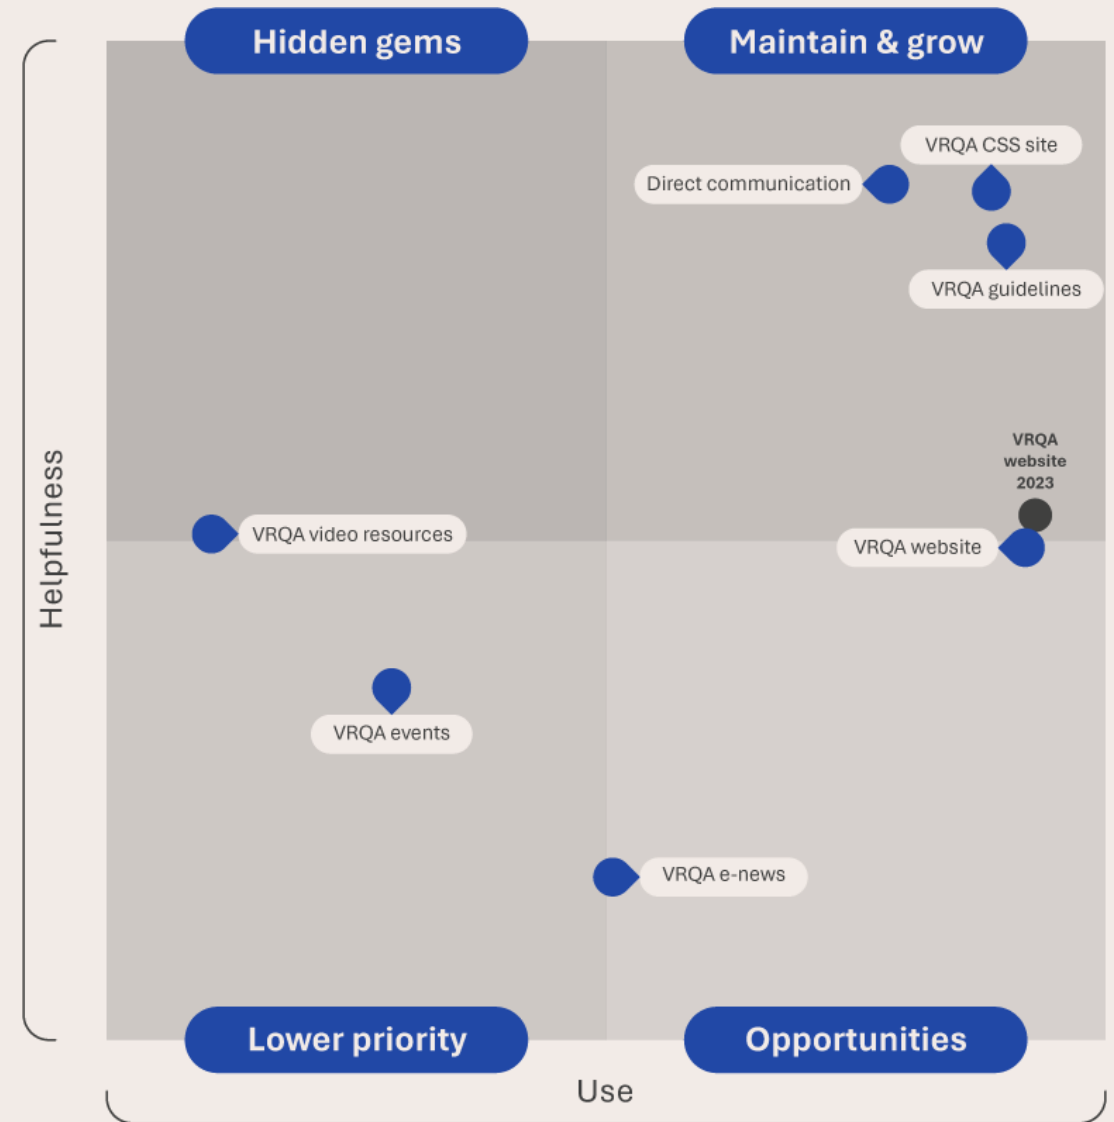 Hidden gems
Maintain & grow
VRQA CSS site
Direct communication
VRQA guidelines
VRQA
website
2023
Helpfulness
VRQA video resources
VRQA website
VRQA events
VRQA e-news
Lower priority
Opportunities
Use